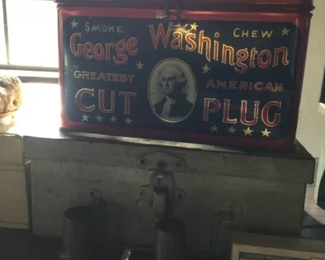 SMOKE CHEW
George Washington
GREATEST AMERICAN
CUT PLUG